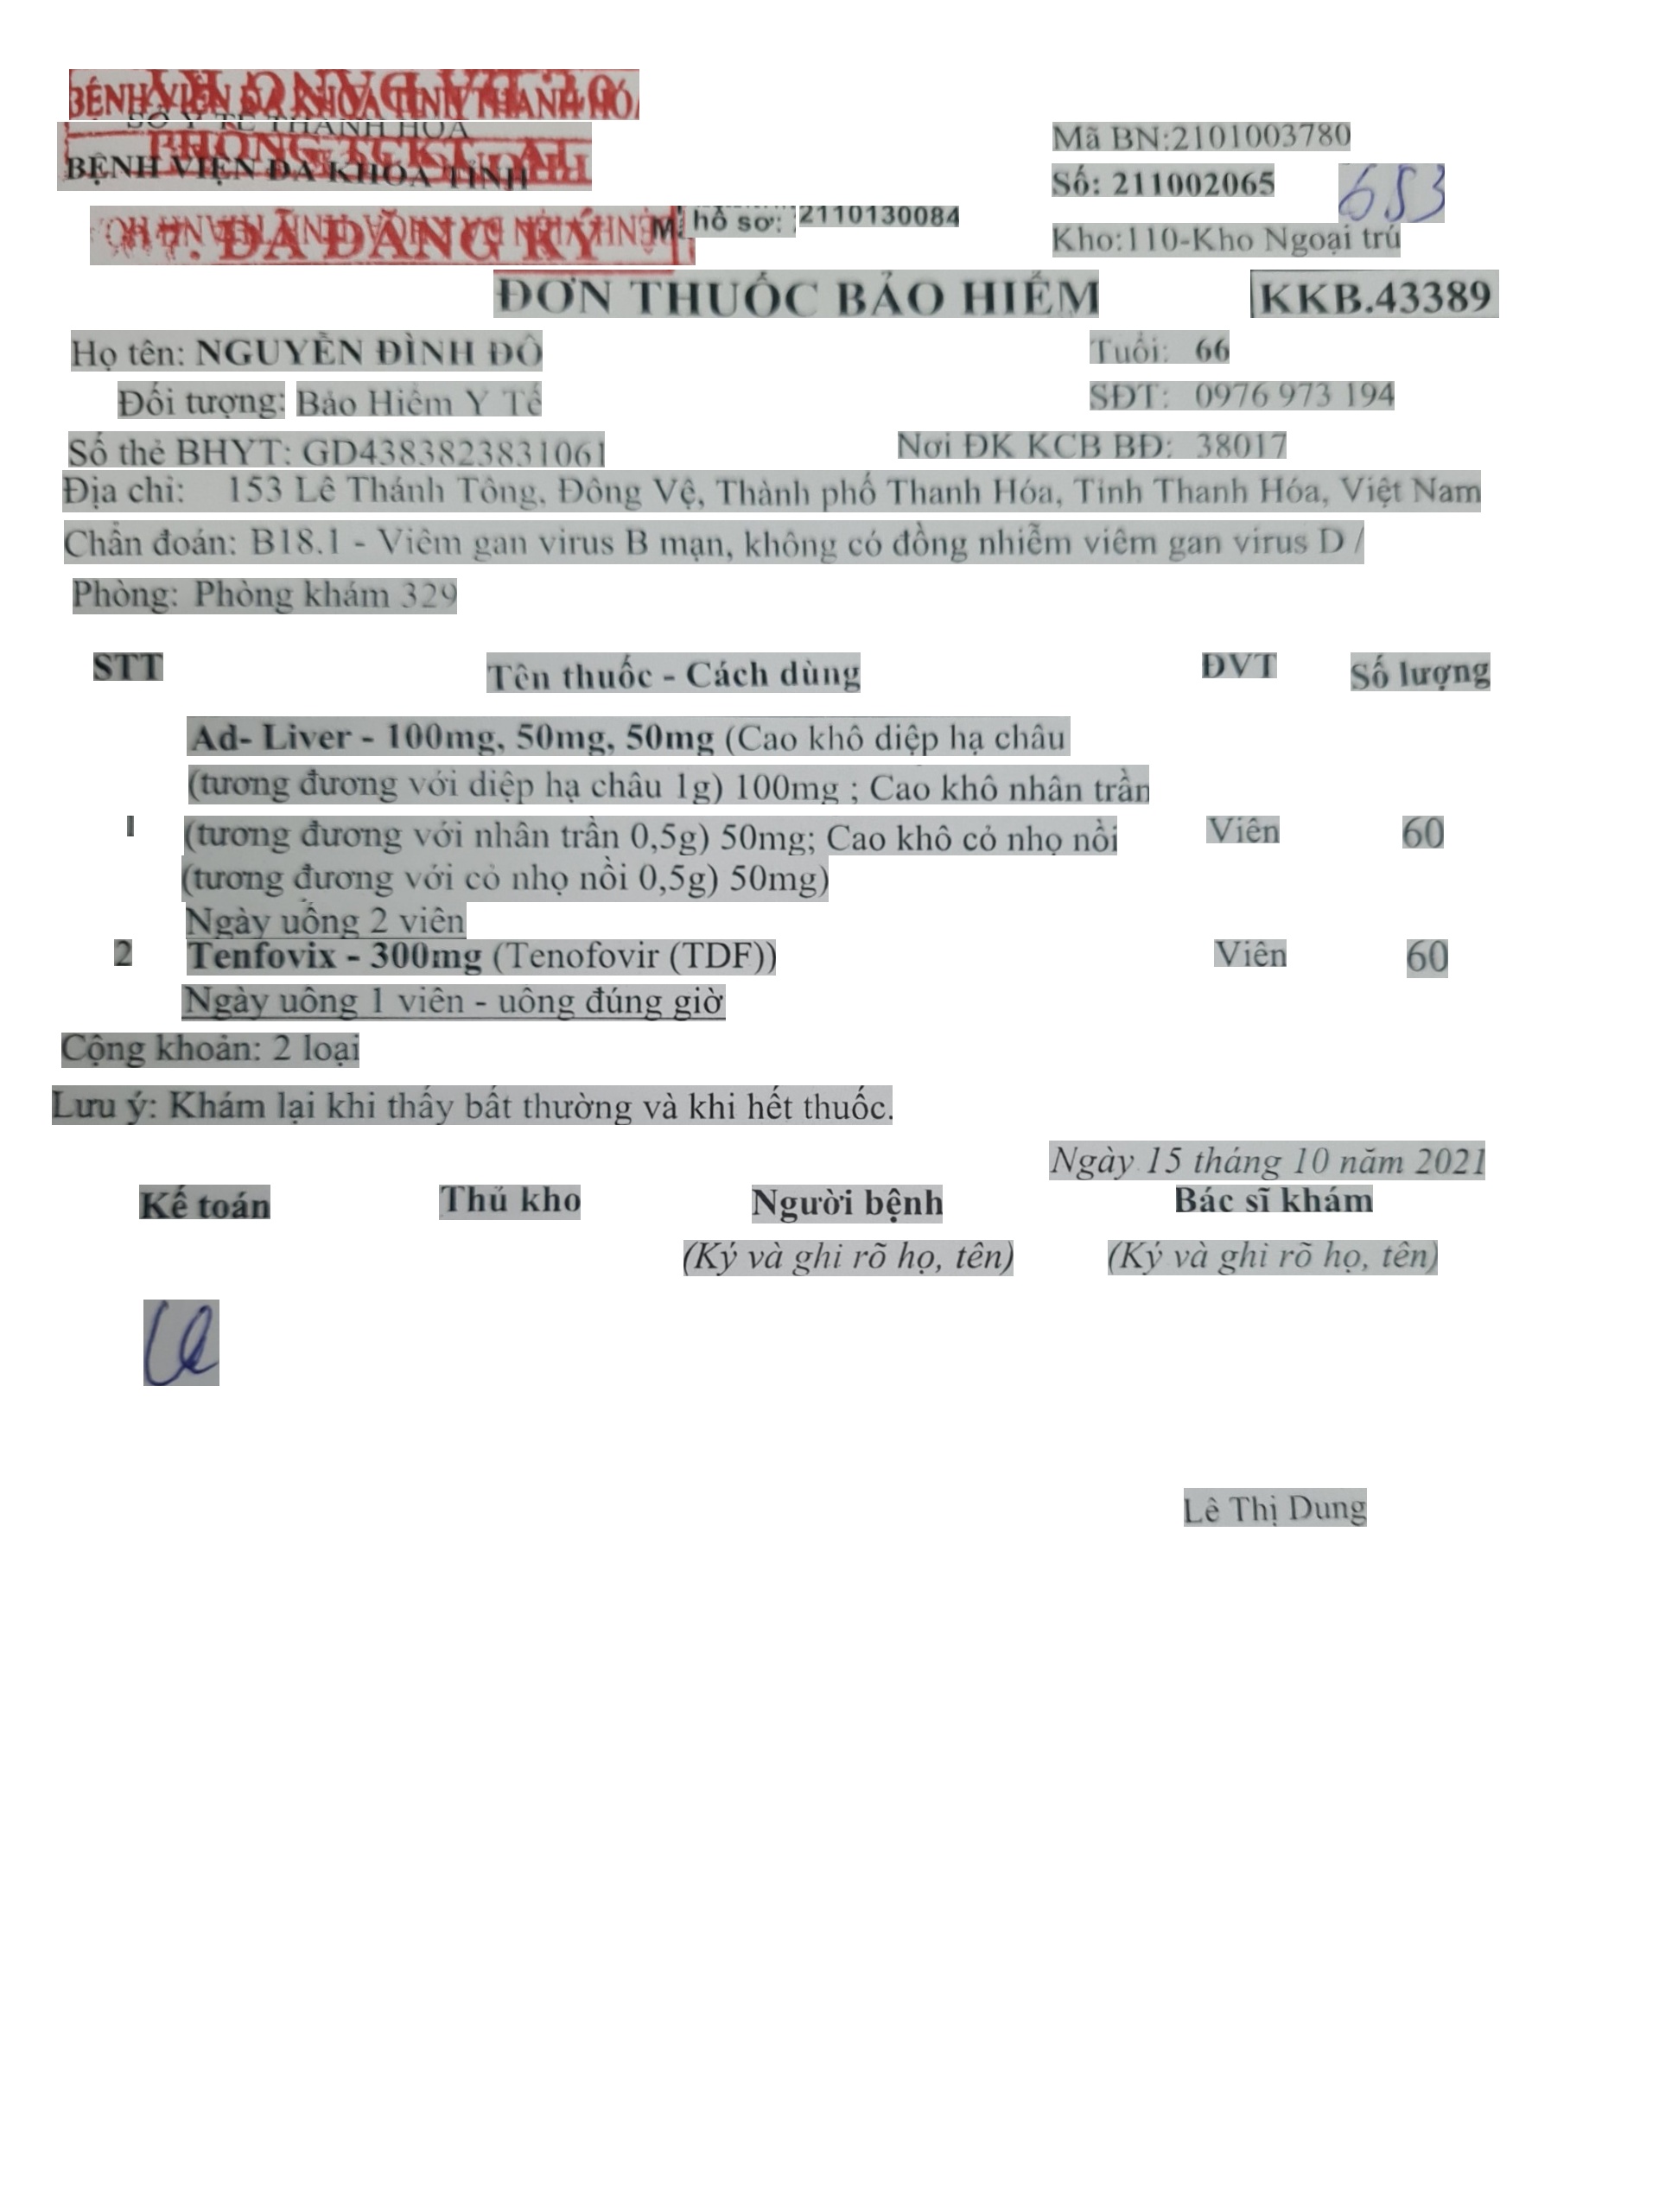 BỆNH VIỆN ĐA KHOA TỈNH THANH HÓA
SỞ Y TẾ THANH HÓA
Mã BN:2101003780
BỆNH VIỆN ĐA KHOA TỈNH
Số: 211002065 653
ĐÃ ĐĂNG KÝ hồ sơ: 2110130084
Kho:110-Kho Ngoại trú
ĐƠN THUỐC BẢO HIỂM KKB.43389
Họ tên: NGUYỄN ĐÌNH ĐÔ Tuổi: 66
Đối tượng: Bảo Hiểm Y Tế SĐT: 0976 973 194
Số thẻ BHYT: GD4383823831061 Nơi ĐK KCB BĐ: 38017
Địa chỉ: 153 Lê Thánh Tông, Đông Vệ, Thành phố Thanh Hóa, Tỉnh Thanh Hóa, Việt Nam
Chẩn đoán: B18.1 - Viêm gan virus B mạn, không có đồng nhiễm viêm gan virus D /
Phòng: Phòng khám 329
STT Tên thuốc - Cách dùng ĐVT Số lượng
Ad- Liver - 100mg, 50mg, 50mg (Cao khô diệp hạ châu
(tương đương với diệp hạ châu 1g) 100mg ; Cao khô nhân trần
1 (tương đương với nhân trần 0,5g) 50mg; Cao khô cỏ nhọ nồi Viên 60
(tương đương với cỏ nhọ nồi 0,5g) 50mg)
Ngày uống 2 viên
2 Tenfovix - 300mg (Tenofovir (TDF)) Viên 60
Ngày uông 1 viên - uông đúng giờ
Cộng khoản: 2 loại
Lưu ý: Khám lại khi thấy bất thường và khi hết thuốc.
Ngày 15 tháng 10 năm 2021
Kế toán Thủ kho Người bệnh Bác sĩ khám
(Ký và ghi rõ họ, tên) (Ký và ghi rõ họ, tên)
Lê Thị Dung